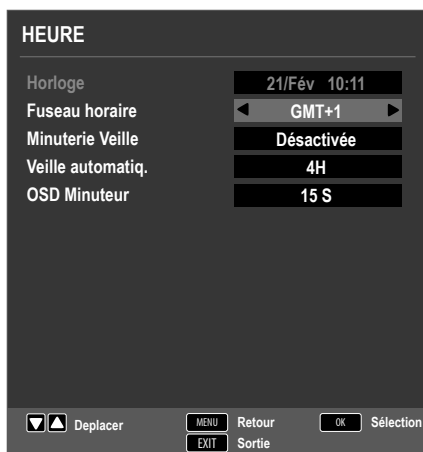 HEURE
Horloge 21/Fév 10:11
Fuseau horaire GMT+1
Minuterie Veille Désactivée
Veille automatiq. 4H
OSD Minuteur 15 S
Deplacer MENU Retour OK Sélection
EXIT Sortie